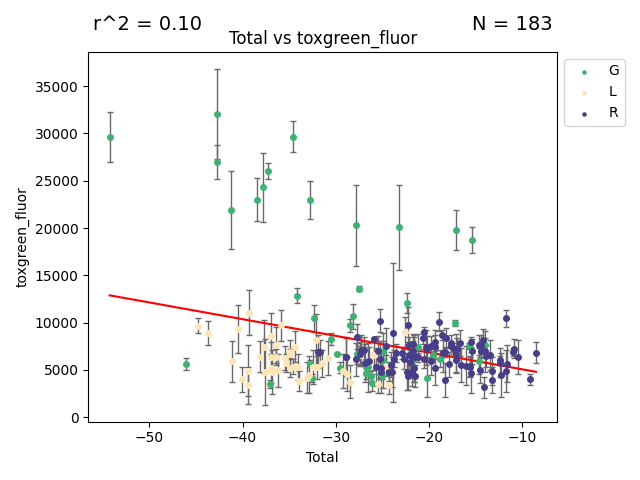 r^2 = 0.10
N = 183
Total vs toxgreen_fluor
35000
30000
25000
20000
15000
10000
5000
0
toxgreen_fluor
−50
−40
−30
−20
−10
Total
G
L
R